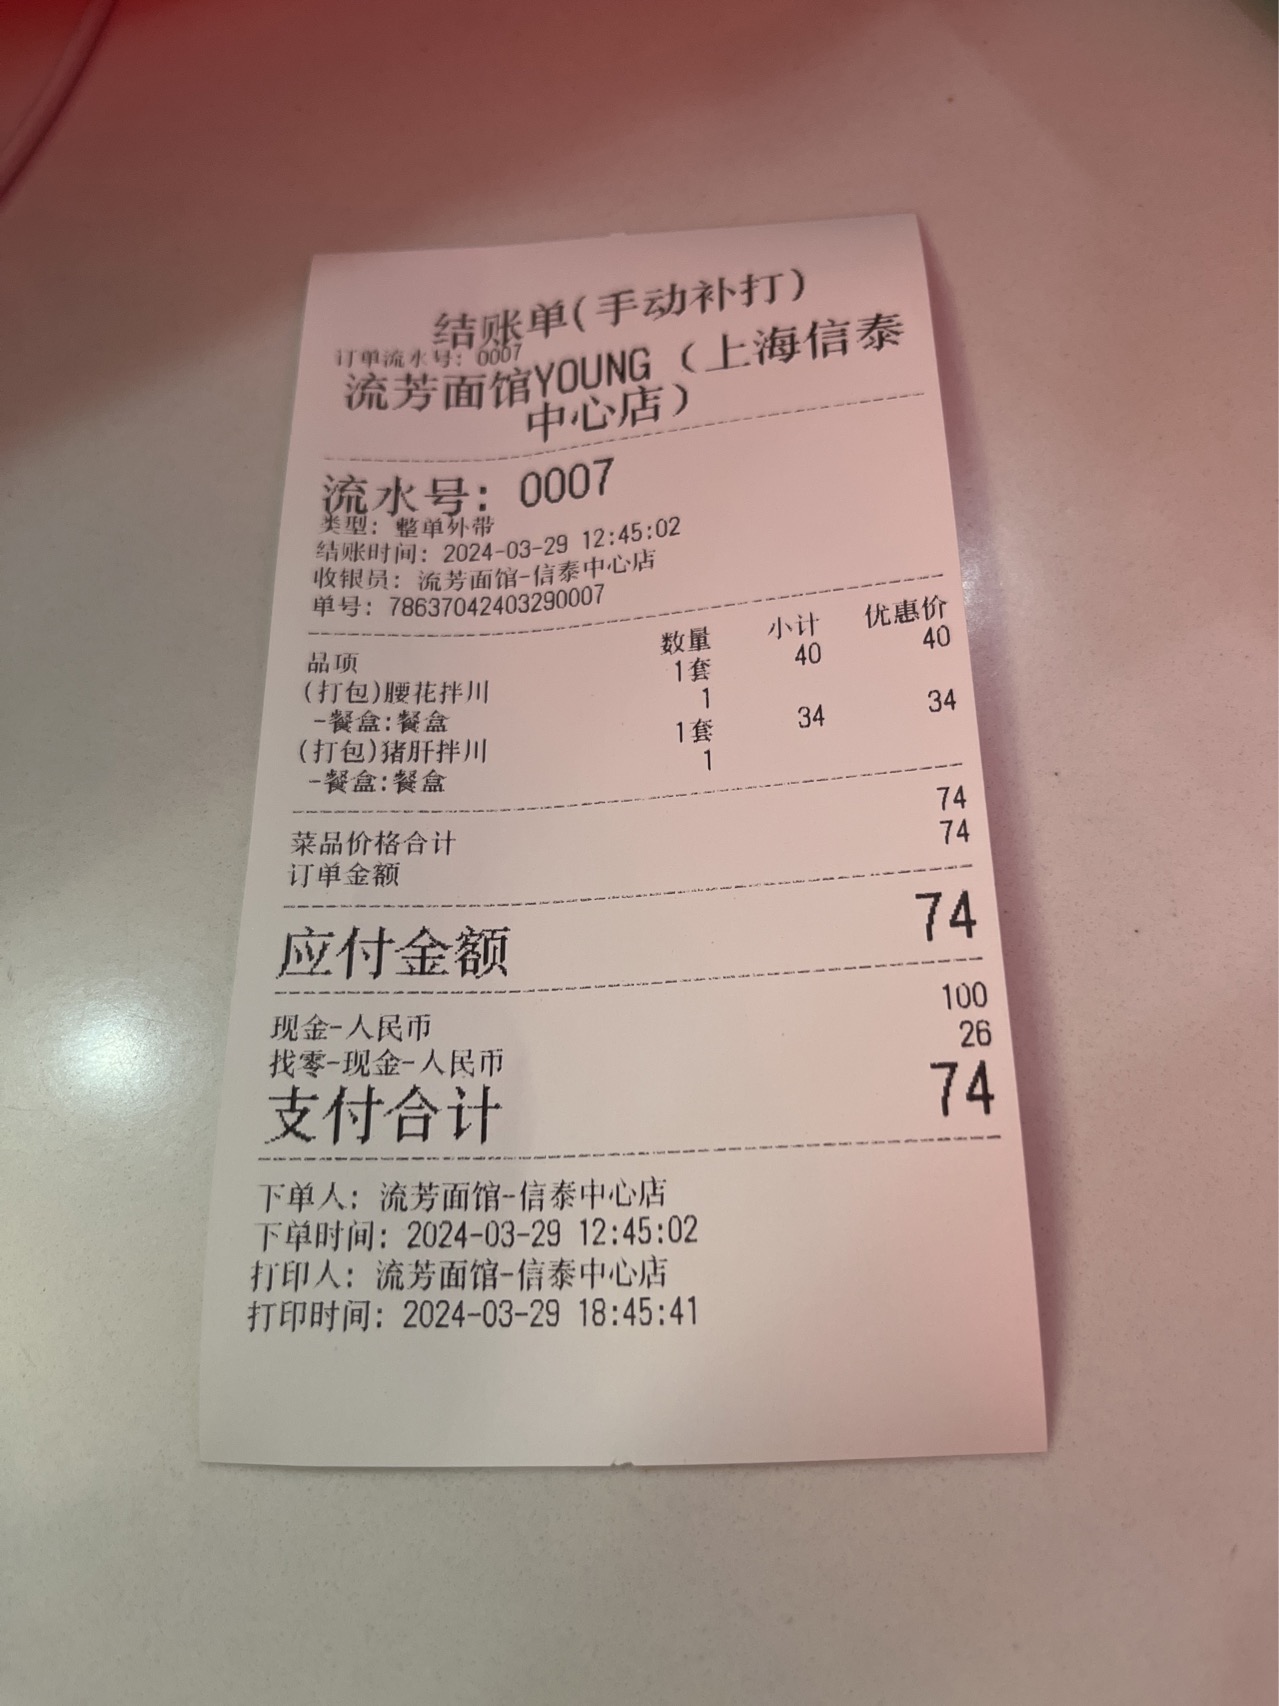 结账单(手动补打)
订单流水号: 0007
流芳面馆YOUNG（上海信泰
中心店）
流水号: 0007
类型: 整单外带
结账时间: 2024-03-29 12:45:02
收银员: 流芳面馆-信泰中心店
单号: 78637042403290007
品项 数量 小计 优惠价
(打包)腰花拌川 1套 40 40
-餐盒:餐盒 1
(打包)猪肝拌川 1套 34 34
-餐盒:餐盒 1
菜品价格合计 74
订单金额 74
应付金额 74
现金-人民币 100
找零-现金-人民币 26
支付合计 74
下单人: 流芳面馆-信泰中心店
下单时间: 2024-03-29 12:45:02
打印人: 流芳面馆-信泰中心店
打印时间: 2024-03-29 18:45:41